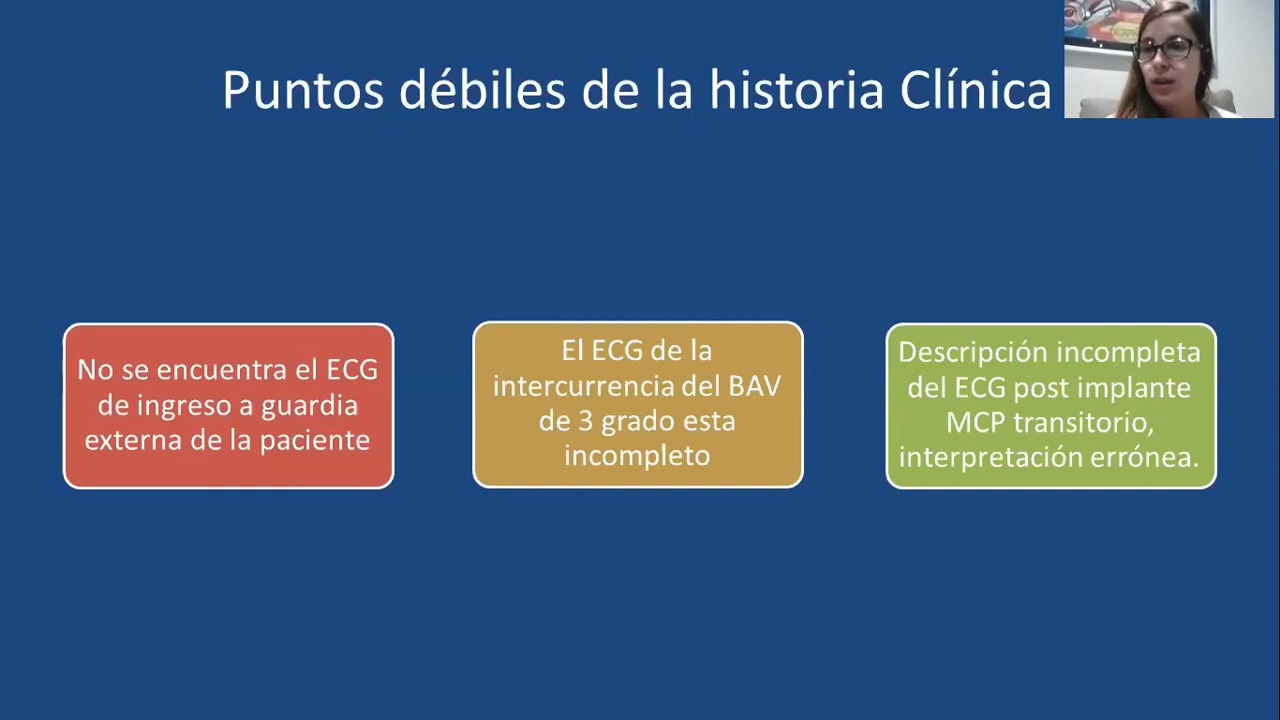 Puntos débiles de la historia Clínica
No se encuentra el ECG
de ingreso a guardia
externa de la paciente
El ECG de la
intercurrencia del BAV
de 3 grado esta
incompleto
Descripción incompleta
del ECG post implante
MCP transitorio,
interpretación errónea.